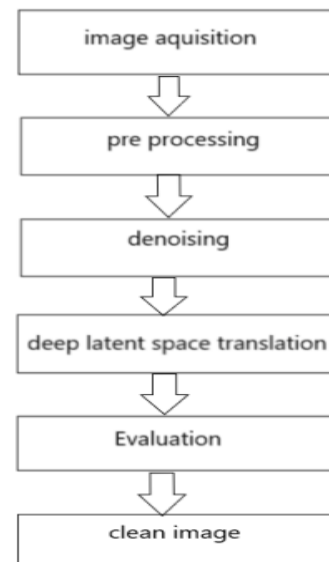 image aquisition
pre processing
denoising
deep latent space translation
Evaluation
clean image